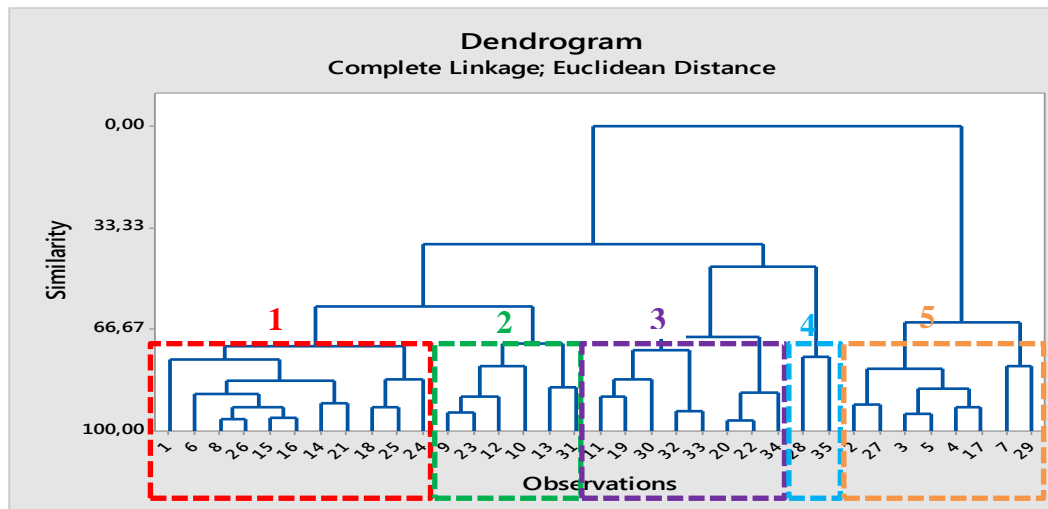 Dendrogram
Complete Linkage; Euclidean Distance
Similarity
0,00
33,33
66,67
100,00
1 2 3 4 5
1 6 8 26 15 16 14 21 18 25 24 9 23 12 10 13 31 11 19 30 32 33 20 22 34 28 35 2 27 3 5 4 17 7 29
Observations